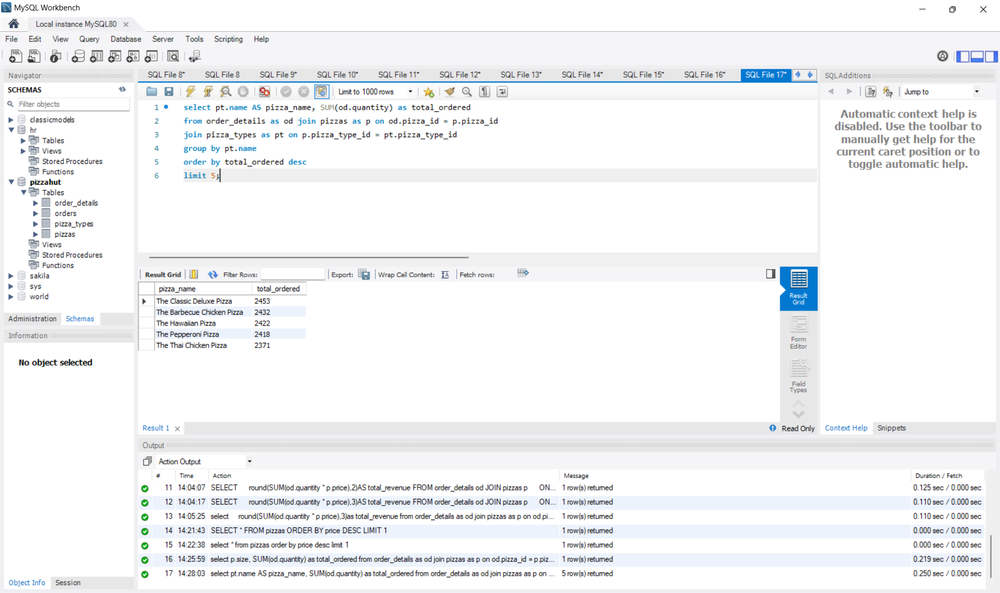 MySQL Workbench
Local instance MySQL80
File Edit View Query Database Server Tools Scripting Help
Navigator
SCHEMAS
Filter objects
classicmodels
hr
Tables
Views
Stored Procedures
Functions
pizzahut
Tables
order_details
orders
pizza_types
pizzas
Views
Stored Procedures
Functions
sakila
sys
world
Administration Schemas
Information
No object selected
Object Info Session
SQL File 8* SQL File 8 SQL File 9* SQL File 10* SQL File 11* SQL File 12* SQL File 13* SQL File 14* SQL File 15* SQL File 16* SQL File 17*
Limit to 1000 rows
1 select pt.name AS pizza_name, SUM(od.quantity) as total_ordered
2 from order_details as od join pizzas as p on od.pizza_id = p.pizza_id
3 join pizza_types as pt on p.pizza_type_id = pt.pizza_type_id
4 group by pt.name
5 order by total_ordered desc
6 limit 5;
Result Grid Filter Rows: Export: Wrap Cell Content: Fetch rows:
pizza_name total_ordered
The Classic Deluxe Pizza 2453
The Barbecue Chicken Pizza 2432
The Hawaiian Pizza 2422
The Pepperoni Pizza 2418
The Thai Chicken Pizza 2371
Result
Grid
Form
Editor
Field
Types
Result 1
Read Only
SQLAdditions
Jump to
Automatic context help is
disabled. Use the toolbar to
manually get help for the
current caret position or to
toggle automatic help.
Context Help Snippets
Output
Action Output
# Time Action Message Duration / Fetch
11 14:04:07 SELECT round(SUM(od.quantity * p.price),2)AS total_revenue FROM order_details od JOIN pizzas p ON... 1 row(s) returned 0.125 sec / 0.000 sec
12 14:04:17 SELECT round(SUM(od.quantity * p.price),3)AS total_revenue FROM order_details od JOIN pizzas p ON... 1 row(s) returned 0.110 sec / 0.000 sec
13 14:05:25 select round(SUM(od.quantity * p.price),3)as total_revenue from order_details as od join pizzas as p on od.pi... 1 row(s) returned 0.110 sec / 0.000 sec
14 14:21:43 SELECT * FROM pizzas ORDER BY price DESC LIMIT 1 1 row(s) returned 0.000 sec / 0.000 sec
15 14:22:38 select * from pizzas order by price desc limit 1 1 row(s) returned 0.000 sec / 0.000 sec
16 14:25:59 select p.size, SUM(od.quantity) as total_ordered from order_details as od join pizzas as p on od.pizza_id = p.piz... 1 row(s) returned 0.219 sec / 0.000 sec
17 14:28:03 select pt.name AS pizza_name, SUM(od.quantity) as total_ordered from order_details as od join pizzas as p on ... 5 row(s) returned 0.250 sec / 0.000 sec